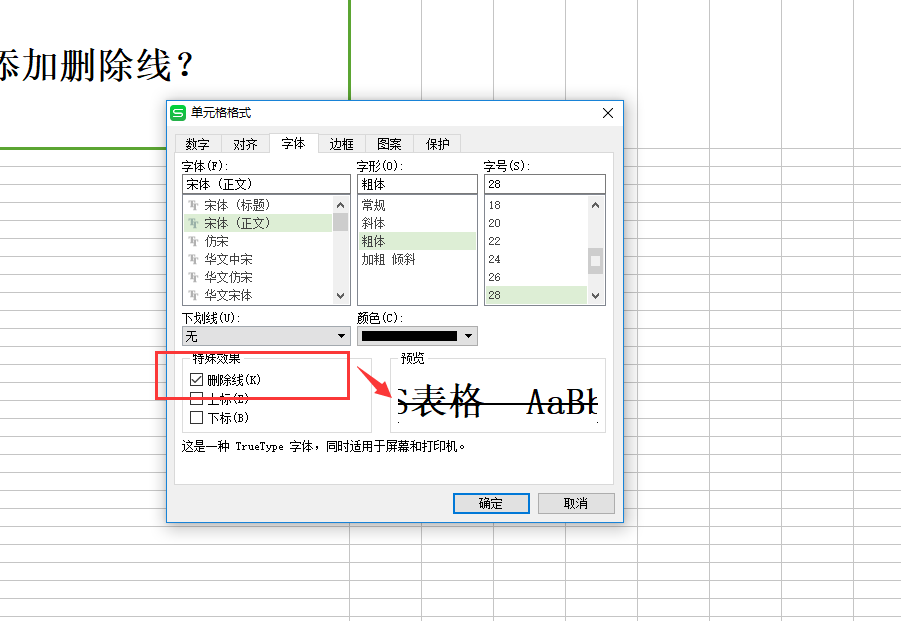 添加删除线?
单元格格式
数字 对齐 字体 边框 图案 保护
字体(F): 字形(O): 字号(S):
宋体 (正文) 粗体 28
宋体 (标题) 常规 18
宋体 (正文) 斜体 20
仿宋 粗体 22
华文中宋 加粗 倾斜 24
华文仿宋 26
华文宋体 28
下划线(U): 颜色(C):
无
特殊效果 预览
删除线(K)
上标(E)
下标(B)
S表格 AaBb
这是一种 TrueType 字体，同时适用于屏幕和打印机。
确定 取消